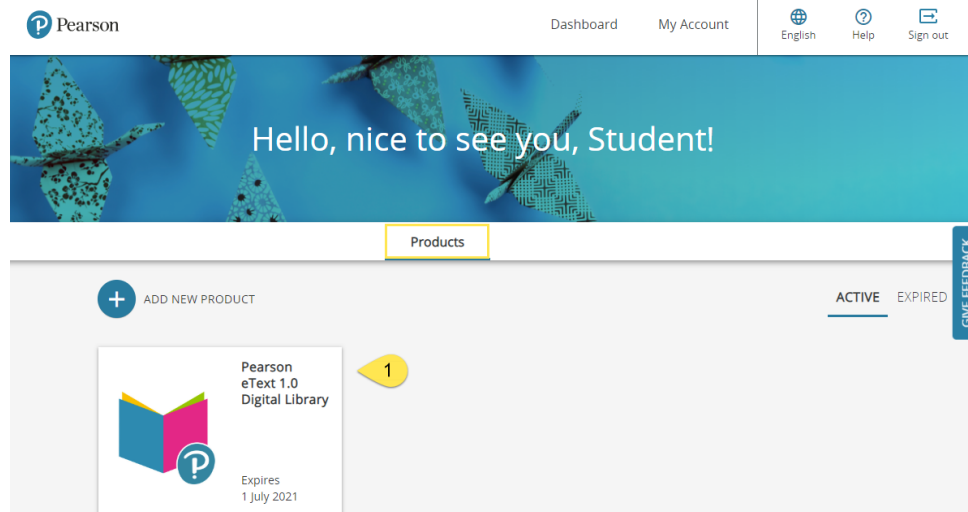 Pearson
Dashboard My Account English Help Sign out
Hello, nice to see you, Student!
Products
ADD NEW PRODUCT
ACTIVE EXPIRED
GIVE FEEDBACK
Pearson
eText 1.0
Digital Library
1
Expires
1 July 2021